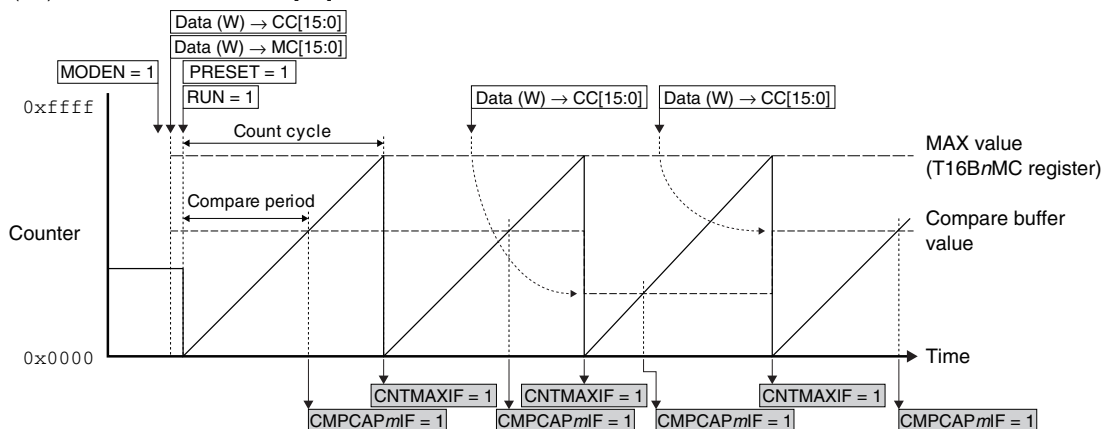 Data (W) → CC[15:0]
Data (W) → MC[15:0]
MODEN = 1
PRESET = 1
RUN = 1
Data (W) → CC[15:0]
Data (W) → CC[15:0]
0xffff
Count cycle
MAX value
(T16BnMC register)
Compare period
Compare buffer
value
Counter
0x0000
Time
CNTMAXIF = 1
CNTMAXIF = 1
CNTMAXIF = 1
CMPCAPmIF = 1
CMPCAPmIF = 1
CMPCAPmIF = 1
CMPCAPmIF = 1